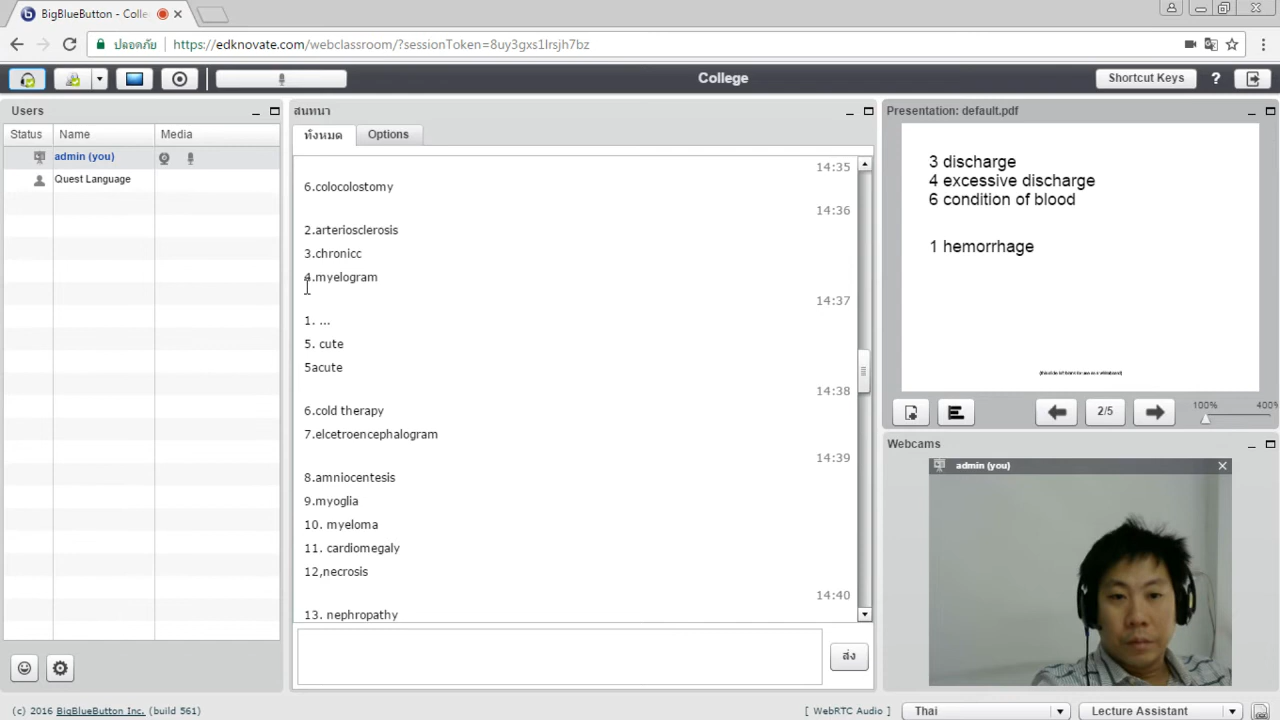 BigBlueButton - Colle
ปลอดภัย
https://edknovate.com/webclassroom/?sessionToken=8uy3gxs1lrsjh7bz
College
Shortcut Keys
?
Users
Status Name Media
admin (you)
Quest Language
สนทนา
ทั้งหมด Options
14:35
6.colocolostomy
14:36
2.arteriosclerosis
3.chronicc
4.myelogram
14:37
1. ...
5. cute
5acute
14:38
6.cold therapy
7.elcetroencephalogram
14:39
8.amniocentesis
9.myoglia
10. myeloma
11. cardiomegaly
12,necrosis
14:40
13. nephropathy
ส่ง
Presentation: default.pdf
3 discharge
4 excessive discharge
6 condition of blood
1 hemorrhage
2/5
100% 400%
Webcams
admin (you)
(c) 2016 BigBlueButton Inc. (build 561)
[ WebRTC Audio ]
Thai
Lecture Assistant